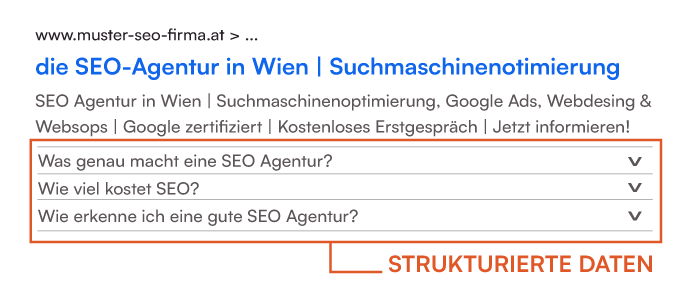 www.muster-seo-firma.at > ...
die SEO-Agentur in Wien | Suchmaschinenotimierung
SEO Agentur in Wien | Suchmaschinenoptimierung, Google Ads, Webdesing &
Websops | Google zertifiziert | Kostenloses Erstgespräch | Jetzt informieren!
Was genau macht eine SEO Agentur?
Wie viel kostet SEO?
Wie erkenne ich eine gute SEO Agentur?
STRUKTURIERTE DATEN